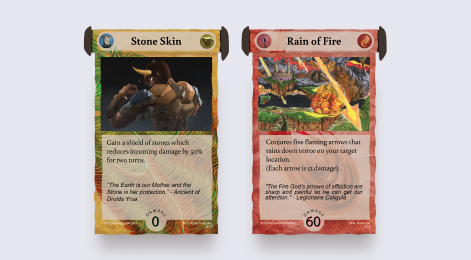 Stone Skin
Gain a shield of stones which
reduces incoming damage by 50%
for two turns.
"The Earth is our Mother and the
Stone is her protection." - Ancient of
Druids Yrsa
DAMAGE
0
Rain of Fire
Conjures five flaming arrows that
rains down terror on your target
location.
(Each arrow is 12 damage).
"The Fire God's arrows of affliction are
sharp and painful so he can get our
attention." - Legionaire Caligula
DAMAGE
60